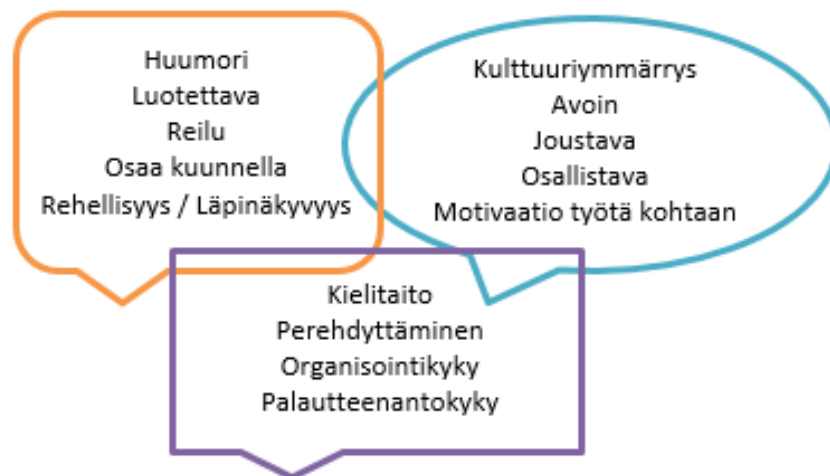 Huumori
Luotettava
Reilu
Osaa kuunnella
Rehellisyys / Läpinäkyvyys
Kulttuuriymmärrys
Avoin
Joustava
Osallistava
Motivaatio työtä kohtaan
Kielitaito
Perehdyttäminen
Organisointikyky
Palautteenantokyky